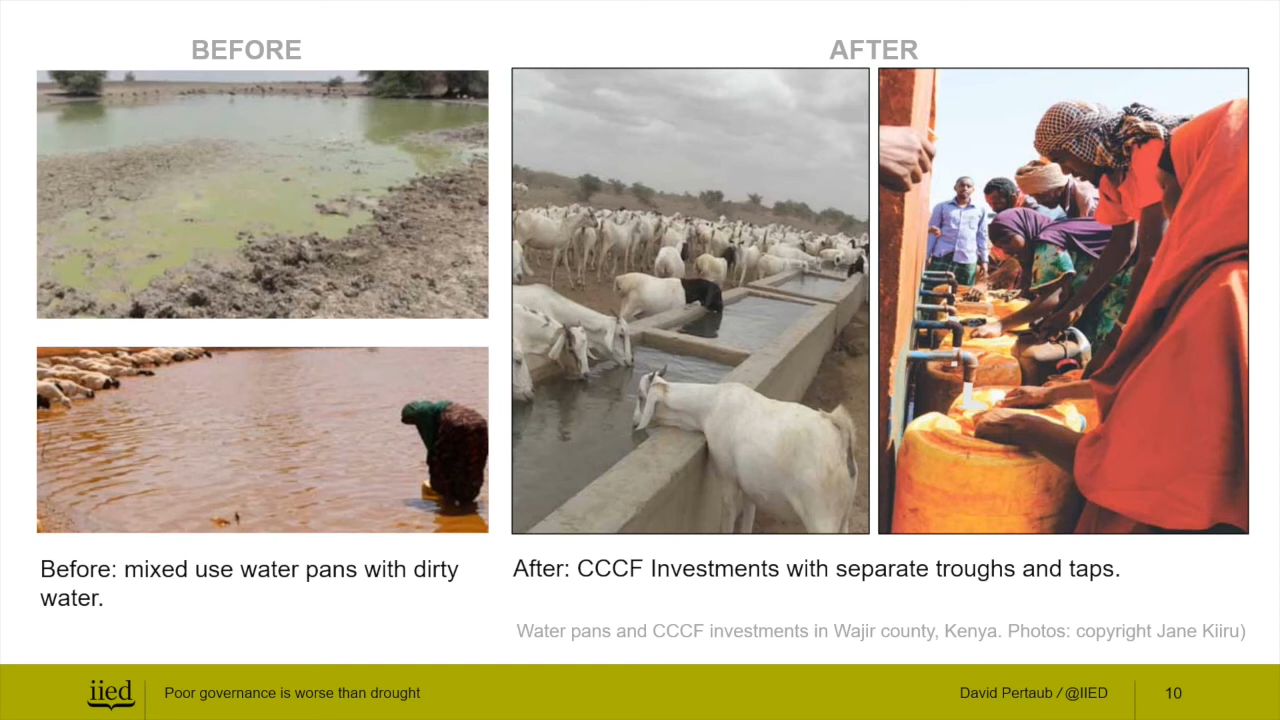 BEFORE
AFTER
Before: mixed use water pans with dirty
water.
After: CCCF Investments with separate troughs and taps.
Water pans and CCCF investments in Wajir county, Kenya. Photos: copyright Jane Kiiru)
iied
Poor governance is worse than drought
David Pertaub / @IIED
10